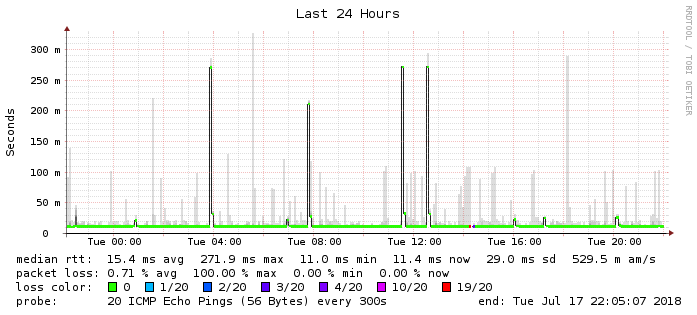 Last 24 Hours
RRDTOOL / TOBI OETIKER
Seconds
300 m
250 m
200 m
150 m
100 m
50 m
0
Tue 00:00 Tue 04:00 Tue 08:00 Tue 12:00 Tue 16:00 Tue 20:00
median rtt: 15.4 ms avg 271.9 ms max 11.0 ms min 11.4 ms now 29.0 ms sd 529.5 m am/s
packet loss: 0.71 % avg 100.00 % max 0.00 % min 0.00 % now
loss color: 0 1/20 2/20 3/20 4/20 10/20 19/20
probe: 20 ICMP Echo Pings (56 Bytes) every 300s end: Tue Jul 17 22:05:07 2018